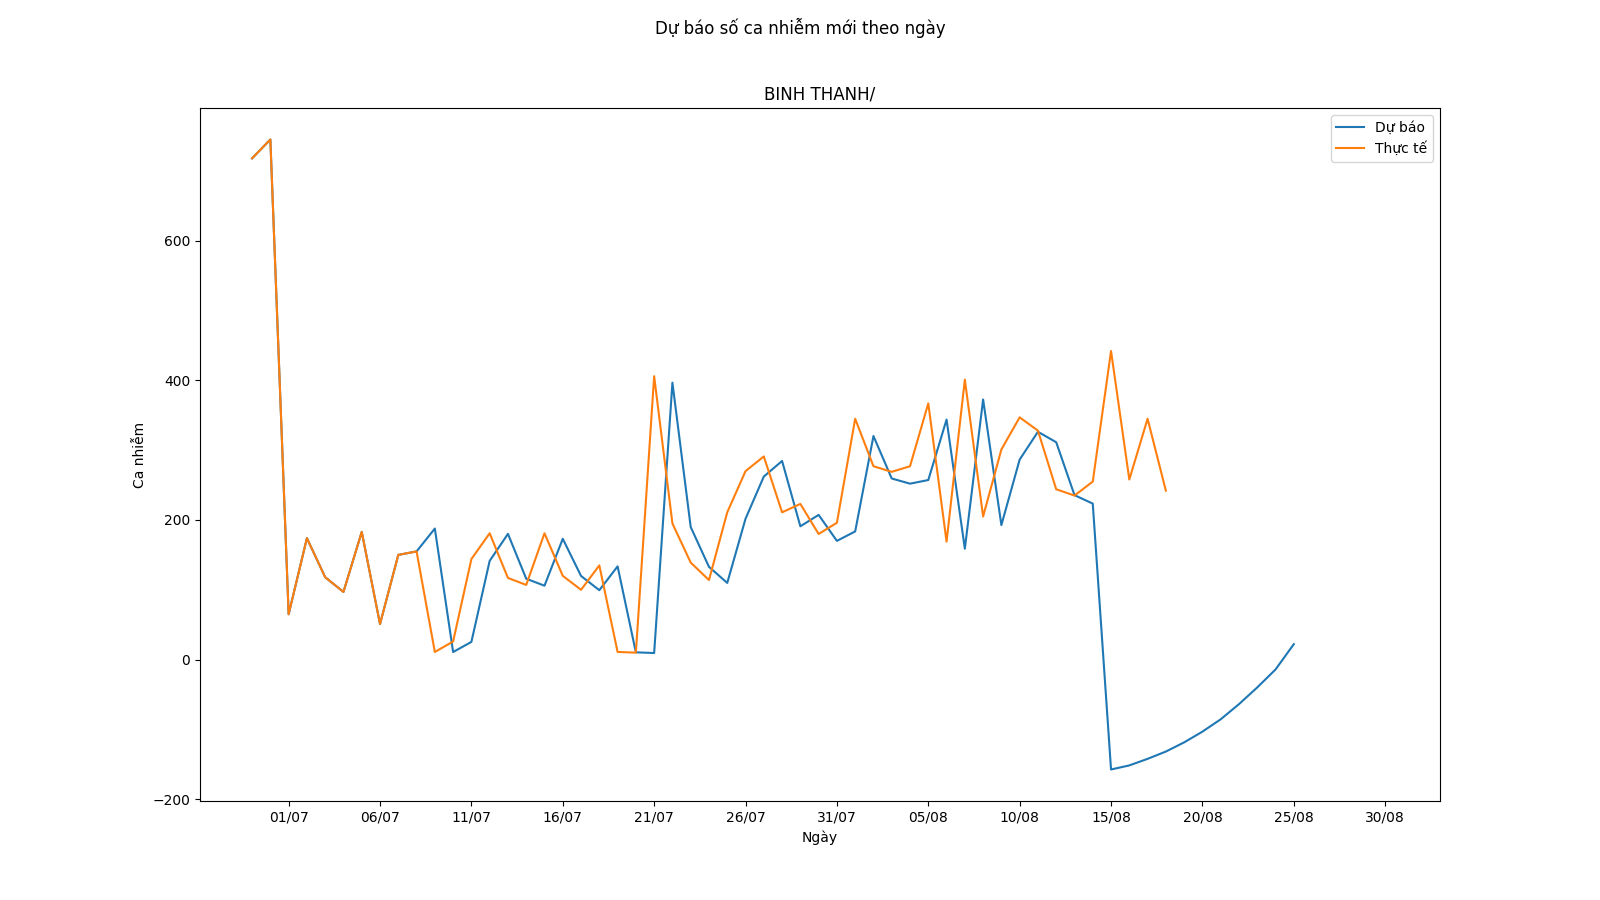 Dự báo số ca nhiễm mới theo ngày
BINH THANH/
Dự báo
Thực tế
600
400
200
0
−200
Ca nhiễm
01/07 06/07 11/07 16/07 21/07 26/07 31/07 05/08 10/08 15/08 20/08 25/08 30/08
Ngày